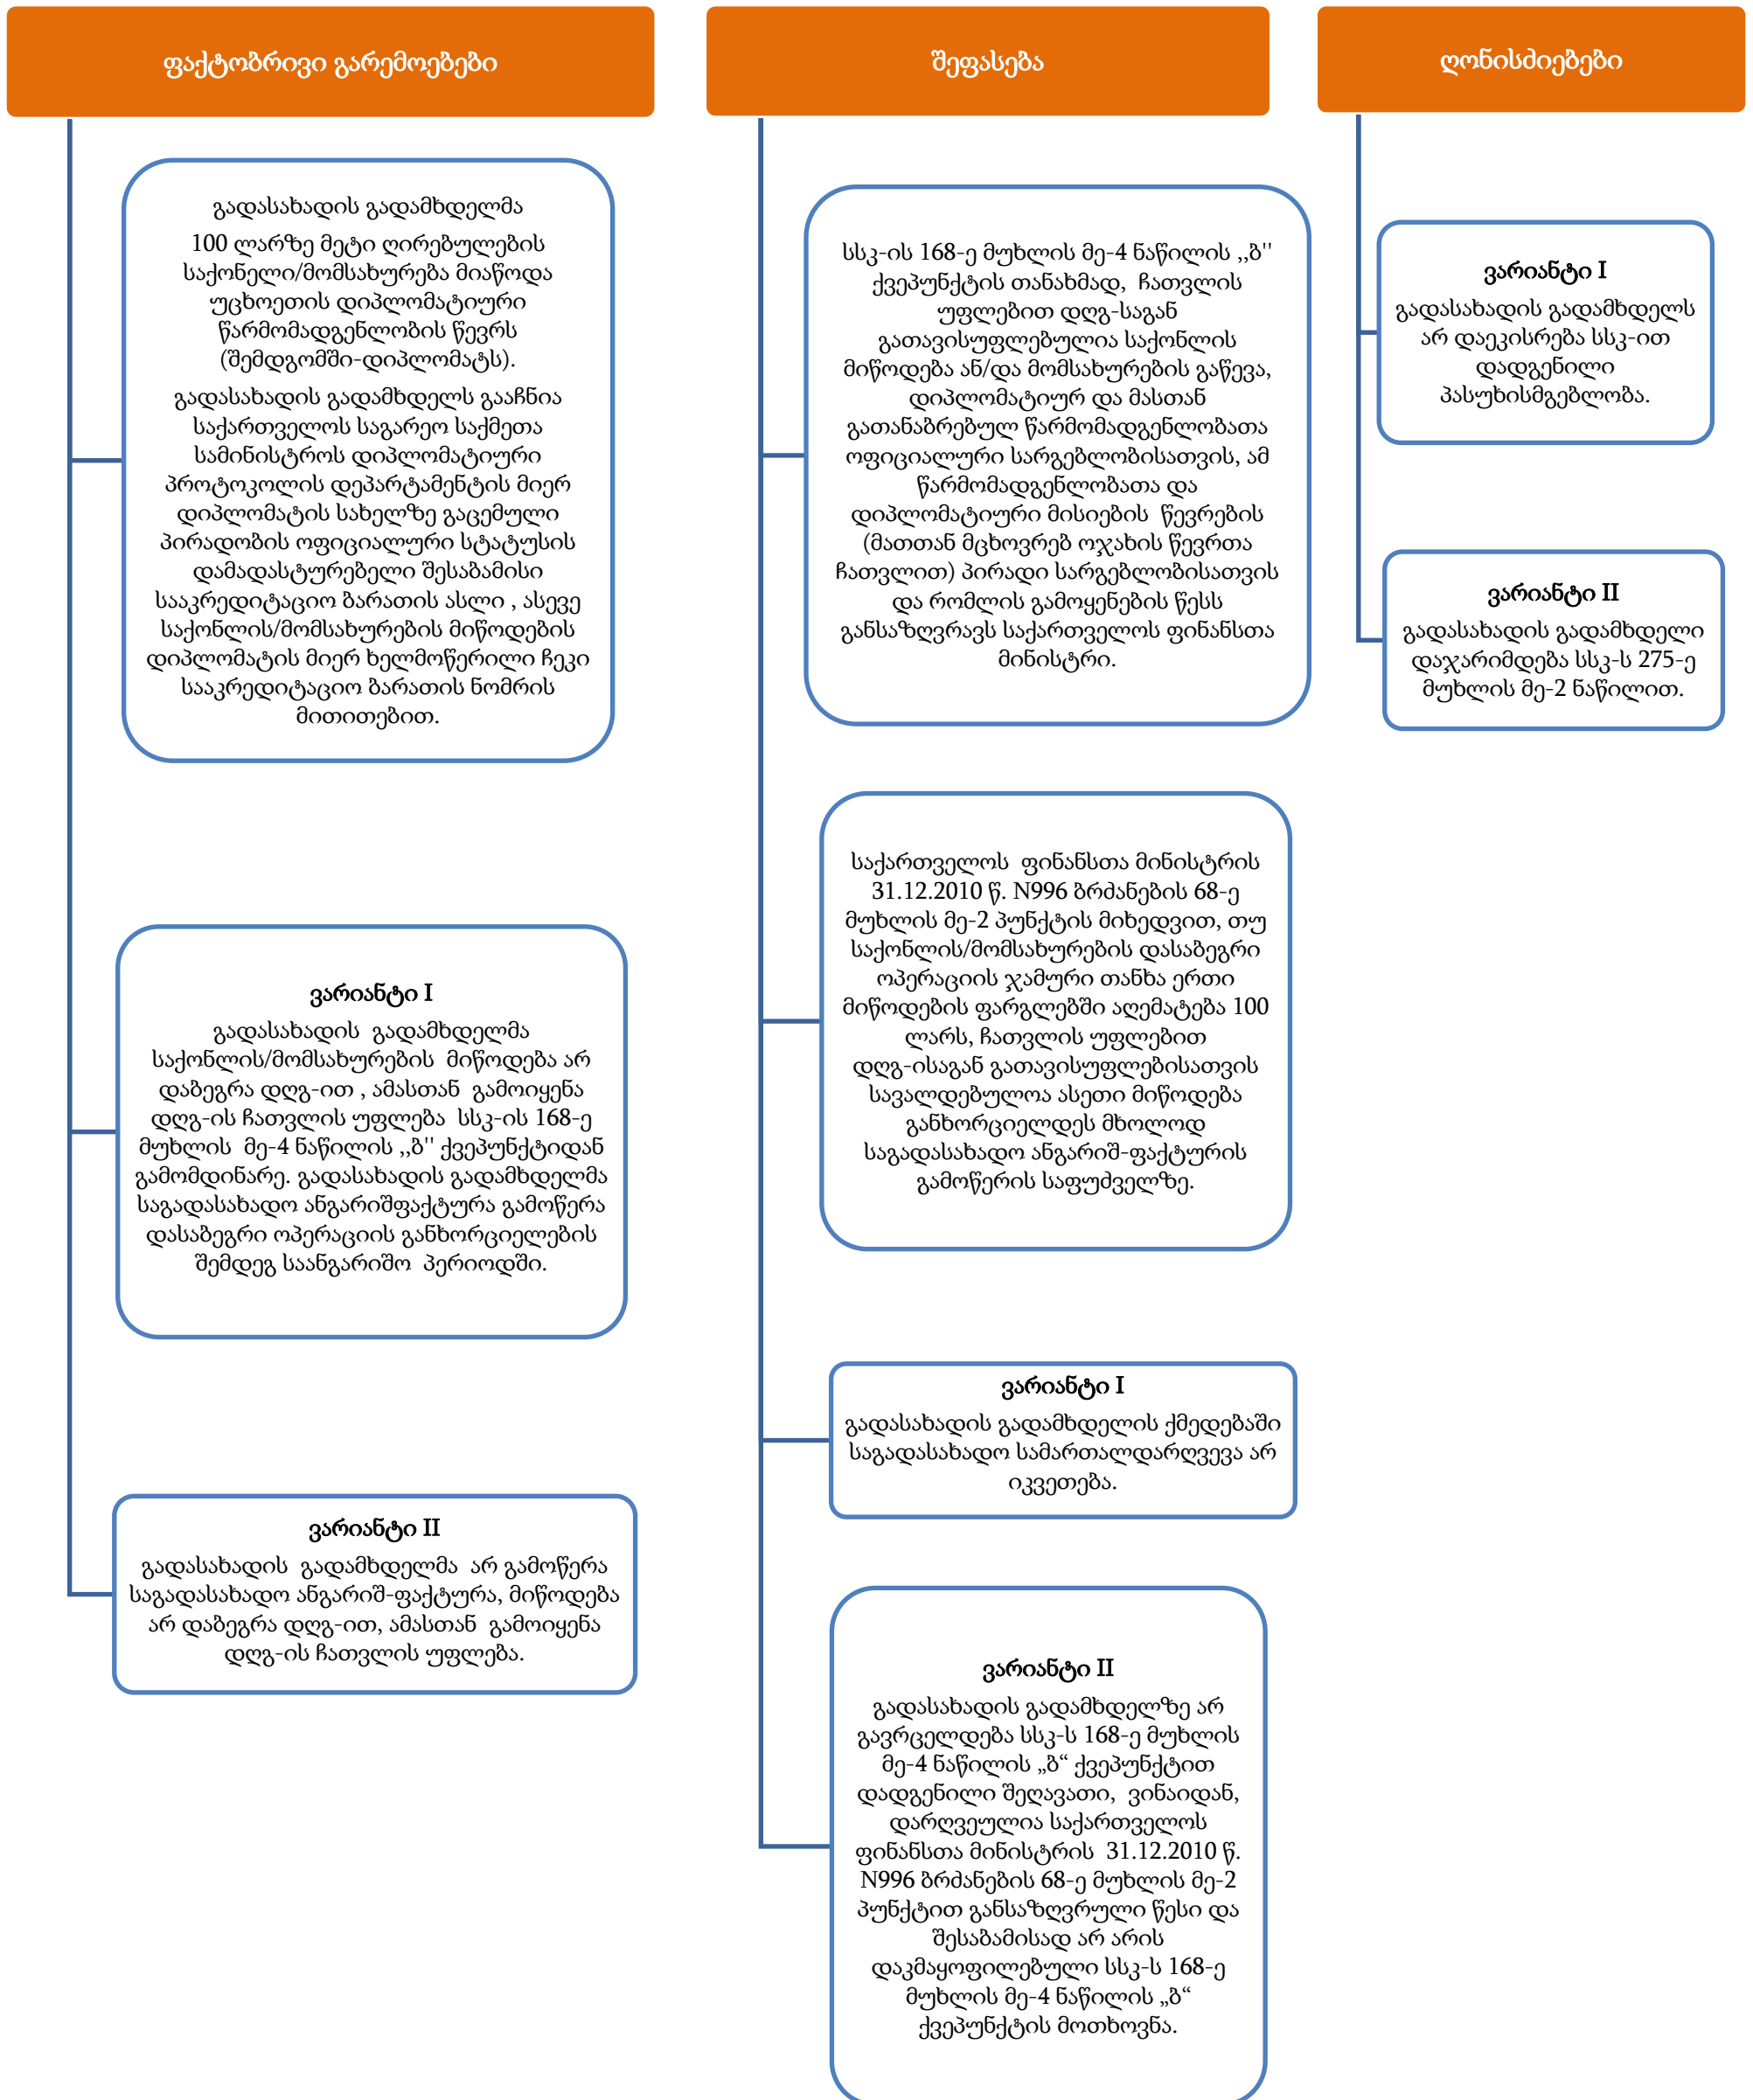 ფაქტობრივი გარემოებები
გადასახადის გადამხდელმა
100 ლარზე მეტი ღირებულების
საქონელი/მომსახურება მიაწოდა
უცხოეთის დიპლომატიური
წარმომადგენლობის წევრს
(შემდგომში-დიპლომატს).
გადასახადის გადამხდელს გააჩნია
საქართველოს საგარეო საქმეთა
სამინისტროს დიპლომატიური
პროტოკოლის დეპარტამენტის მიერ
დიპლომატის სახელზე გაცემული
პირადობის ოფიციალური სტატუსის
დამადასტურებელი შესაბამისი
სააკრედიტაციო ბარათის ასლი , ასევე
საქონლის/მომსახურების მიწოდების
დიპლომატის მიერ ხელმოწერილი ჩეკი
სააკრედიტაციო ბარათის ნომრის
მითითებით.
ვარიანტი I
გადასახადის გადამხდელმა
საქონლის/მომსახურების მიწოდება არ
დაბეგრა დღგ-ით , ამასთან გამოიყენა
დღგ-ის ჩათვლის უფლება სსკ-ის 168-ე
მუხლის მე-4 ნაწილის ,,ბ'' ქვეპუნქტიდან
გამომდინარე. გადასახადის გადამხდელმა
საგადასახადო ანგარიშფაქტურა გამოწერა
დასაბეგრი ოპერაციის განხორციელების
შემდეგ საანგარიშო პერიოდში.
ვარიანტი II
გადასახადის გადამხდელმა არ გამოწერა
საგადასახადო ანგარიშ-ფაქტურა, მიწოდება
არ დაბეგრა დღგ-ით, ამასთან გამოიყენა
დღგ-ის ჩათვლის უფლება.
შეფასება
სსკ-ის 168-ე მუხლის მე-4 ნაწილის ,,ბ''
ქვეპუნქტის თანახმად, ჩათვლის
უფლებით დღგ-საგან
გათავისუფლებულია საქონლის
მიწოდება ან/და მომსახურების გაწევა,
დიპლომატიურ და მასთან
გათანაბრებულ წარმომადგენლობათა
ოფიციალური სარგებლობისათვის, ამ
წარმომადგენლობათა და
დიპლომატიური მისიების წევრების
(მათთან მცხოვრებ ოჯახის წევრთა
ჩათვლით) პირადი სარგებლობისათვის
და რომლის გამოყენების წესს
განსაზღვრავს საქართველოს ფინანსთა
მინისტრი.
საქართველოს ფინანსთა მინისტრის
31.12.2010 წ. N996 ბრძანების 68-ე
მუხლის მე-2 პუნქტის მიხედვით, თუ
საქონლის/მომსახურების დასაბეგრი
ოპერაციის ჯამური თანხა ერთი
მიწოდების ფარგლებში აღემატება 100
ლარს, ჩათვლის უფლებით
დღგ-ისაგან გათავისუფლებისათვის
სავალდებულოა ასეთი მიწოდება
განხორციელდეს მხოლოდ
საგადასახადო ანგარიშ-ფაქტურის
გამოწერის საფუძველზე.
ვარიანტი I
გადასახადის გადამხდელის ქმედებაში
საგადასახადო სამართალდარღვევა არ
იკვეთება.
ვარიანტი II
გადასახადის გადამხდელზე არ
გავრცელდება სსკ-ს 168-ე მუხლის
მე-4 ნაწილის „ბ“ ქვეპუნქტით
დადგენილი შეღავათი, ვინაიდან,
დარღვეულია საქართველოს
ფინანსთა მინისტრის 31.12.2010 წ.
N996 ბრძანების 68-ე მუხლის მე-2
პუნქტით განსაზღვრული წესი და
შესაბამისად არ არის
დაკმაყოფილებული სსკ-ს 168-ე
მუხლის მე-4 ნაწილის „ბ“
ქვეპუნქტის მოთხოვნა.
ღონისძიებები
ვარიანტი I
გადასახადის გადამხდელს
არ დაეკისრება სსკ-ით
დადგენილი
პასუხისმგებლობა.
ვარიანტი II
გადასახადის გადამხდელი
დაჯარიმდება სსკ-ს 275-ე
მუხლის მე-2 ნაწილით.